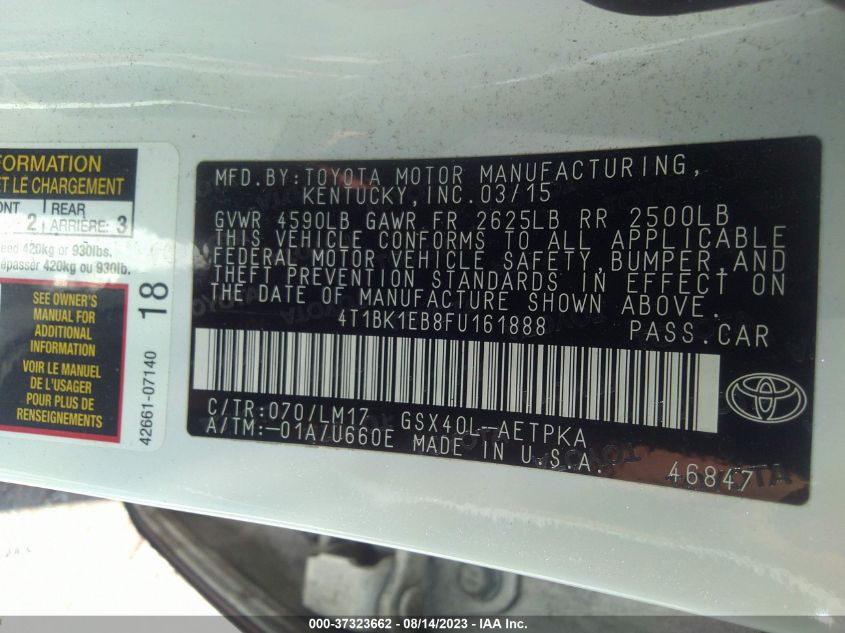 FORMATION
ET LE CHARGEMENT
ONT 2 REAR ARRIÈRE: 3
eed 420kg or 930lbs.
épasser 420kg ou 930lb.
SEE OWNER'S
MANUAL FOR
ADDITIONAL
INFORMATION
VOIR LE MANUEL
DE L'USAGER
POUR PLUS DE
RENSEIGNEMENTS
18
42661-07140
MFD.BY:TOYOTA MOTOR MANUFACTURING,
KENTUCKY,INC.03/15
GVWR 4590LB GAWR FR 2625LB RR 2500LB
THIS VEHICLE CONFORMS TO ALL APPLICABLE
FEDERAL MOTOR VEHICLE SAFETY,BUMPER,AND
THEFT PREVENTION STANDARDS IN EFFECT ON
THE DATE OF MANUFACTURE SHOWN ABOVE.
4T1BK1EB8FU161888 PASS.CAR
C/TR:070/LM17 GSX40L-AETPKA
A/TM:-01A/U660E MADE IN U.S.A.
46847
000-37323662 - 08/14/2023 - IAA Inc.